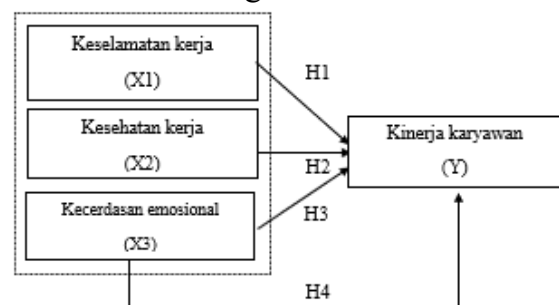 Keselamatan kerja
(X1)
H1
Kesehatan kerja
(X2)
H2
Kinerja karyawan
(Y)
Kecerdasan emosional
(X3)
H3
H4